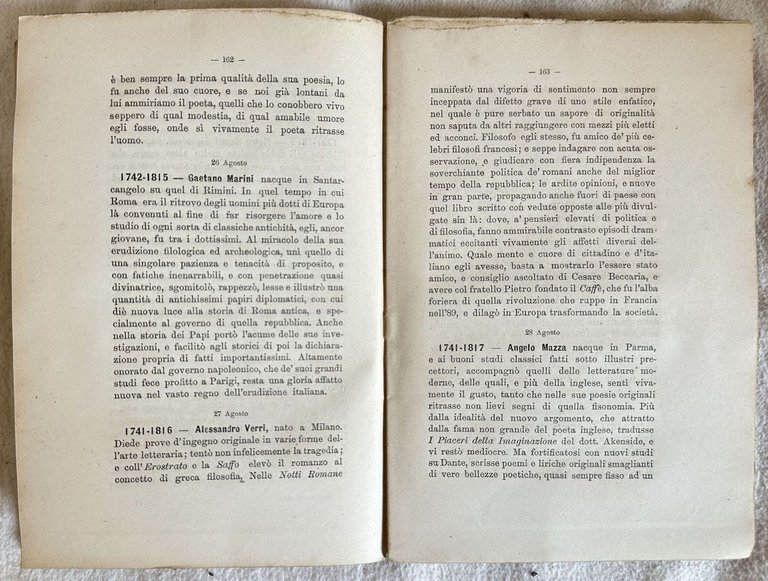 — 162 —
è ben sempre la prima qualità della sua poesia, lo
fu anche del suo cuore, e se noi già lontani da
lui ammiriamo il poeta, quelli che lo conobbero vivo
seppero di qual modestia, di qual amabile umore
egli fosse, onde sì vivamente il poeta ritrasse
l'uomo.
26 Agosto
1742-1815 — Gaetano Marini nacque in Santar-
cangelo su quel di Rimini. In quel tempo in cui
Roma era il ritrovo degli uomini più dotti di Europa
là convenuti al fine di far risorgere l'amore e lo
studio di ogni sorta di classiche antichità, egli, ancor
giovane, fu tra i dottissimi. Al miracolo della sua
erudizione filologica ed archeologica, unì quello di
una singolare pazienza e tenacità di proposito, e
con fatiche inenarrabili, e con penetrazione quasi
divinatrice, sgomitolò, rappezzò, lesse e illustrò una
quantità di antichissimi papiri diplomatici, con cui
diè nuova luce alla storia di Roma antica, e spe-
cialmente al governo di quella repubblica. Anche
nella storia dei Papi portò l'acume delle sue inve-
stigazioni, e facilitò agli storici di poi la dichiara-
zione di fatti importantissimi. Altamente
onorato dal governo napoleonico, che de' suoi grandi
studi fece profitto a Parigi, resta una gloria affatto
nuova nel vasto regno dell'erudizione italiana.
27 Agosto
1741-1816 — Alessandro Verri, nato a Milano.
Diede prove d'ingegno originale in varie forme del-
l'arte letteraria; tentò non infelicemente la tragedia;
e coll' Erostrato e la Saffo elevò il romanzo al
concetto di greca filosofia. Nelle Notti Romane
— 163 —
manifestò una vigoria di sentimento non sempre
inceppata dal difetto grave di uno stile enfatico,
nel quale è pure serbato un sapore di originalità
non saputa da altri raggiungere con mezzi più eletti
ed acconci. Filosofo egli stesso, fu amico de' più ce-
lebri filosofi francesi; e seppe indagare con acuta os-
servazione, e giudicare con fiera indipendenza la
soverchiante politica de' romani anche del miglior
tempo della repubblica; le ardite opinioni, e nuove
in gran parte, propagando anche fuori di paese con
quel libro scritto con vedute opposte alle più divul-
gate sin là: dove, a' pensieri elevati di politica e
di filosofia, fanno ammirabile contrasto episodi dram-
matici eccitanti vivamente gli affetti diversi del-
l'animo. Quale mente e cuore di cittadino e d'ita-
liano egli avesse, basta a mostrarlo l'essere stato
amico, e consiglio ascoltato di Cesare Beccaria, e
avere col fratello Pietro fondato il Caffè, che fu l'alba
foriera di quella rivoluzione che ruppe in Francia
nell'89, e dilagò in Europa trasformando la società.
28 Agosto
1741-1817 — Angelo Mazza nacque in Parma,
e ai buoni studi classici fatti sotto illustri pre-
cettori, accompagnò quelli delle letterature mo-
derne, delle quali, e più della inglese, sentì viva-
mente il gusto, tanto che nelle sue poesie originali
ritrasse non lievi segni di quella fisonomia. Più
dalla idealità del nuovo argomento, che attratto
dalla fama non grande del poeta inglese, tradusse
I Piaceri della Imaginazione del dott. Akenside, e
vi restò mediocre. Ma fortificatosi con nuovi studi
su Dante, scrisse poemi e liriche originali smaglianti
di vere bellezze poetiche, quasi sempre fisso ad un